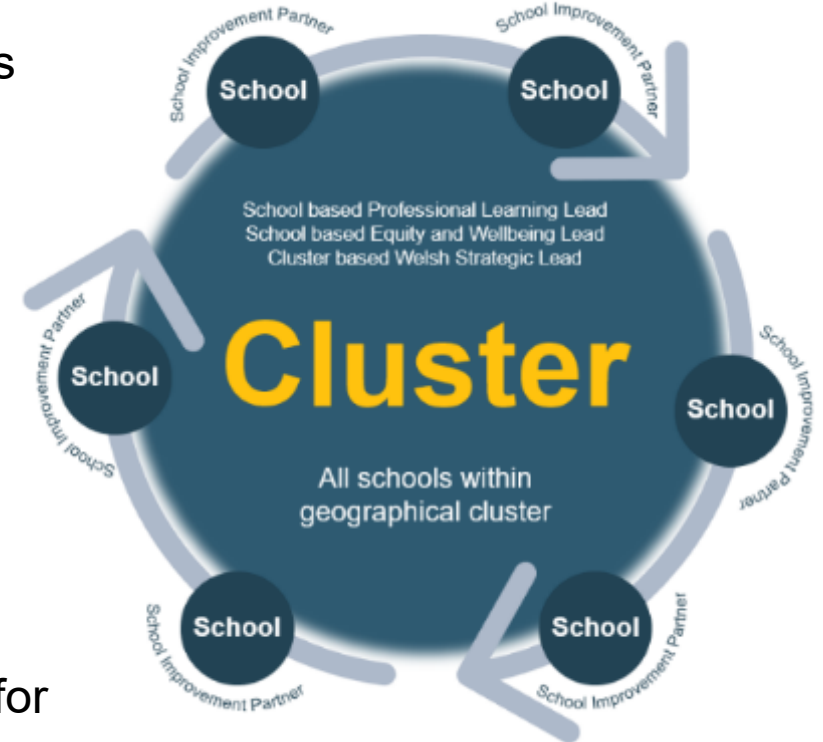 s
School Improvement Partner
School
School Improvement Partner
School
School based Professional Learning Lead
School based Equity and Wellbeing Lead
Cluster based Welsh Strategic Lead
School Improvement Partner
School
Cluster
School Improvement Partner
School
All schools within
geographical cluster
School
School Improvement Partner
School
School Improvement Partner
for